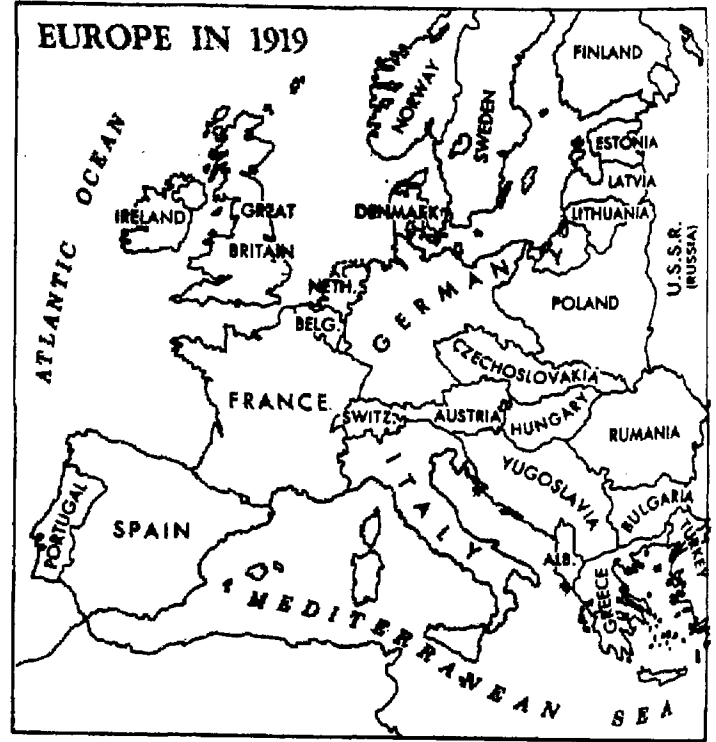 EUROPE IN 1919
FINLAND
NORWAY
SWEDEN
ATLANTIC OCEAN
ESTONIA
LATVIA
LITHUANIA
IRELAND
GREAT
BRITAIN
DENMARK
U.S.S.R.
(RUSSIA)
NETH.
BELG.
GERMANY
POLAND
CZECHOSLOVAKIA
FRANCE
SWITZ.
AUSTRIA
HUNGARY
RUMANIA
ITALY
YUGOSLAVIA
BULGARIA
PORTUGAL
SPAIN
ALB.
GREECE
TURKEY
MEDITERRANEAN SEA